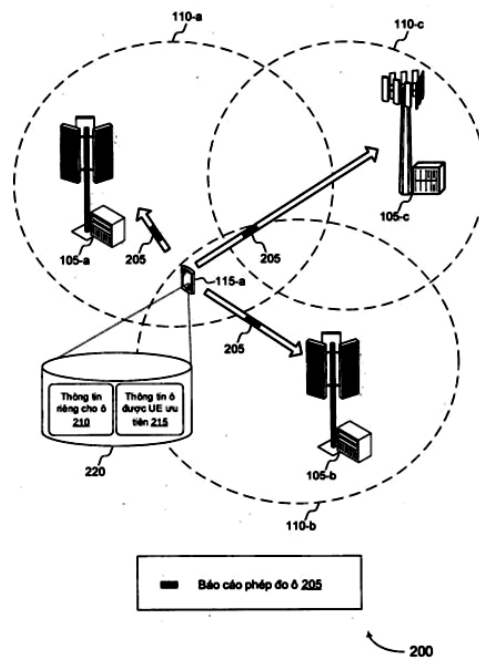 110-a
110-c
105-a
205
205
105-c
115-a
205
Thông tin
riêng cho ô
210
Thông tin ô
được UE ưu
tiên 215
220
105-b
110-b
Báo cáo phép đo ô 205
200